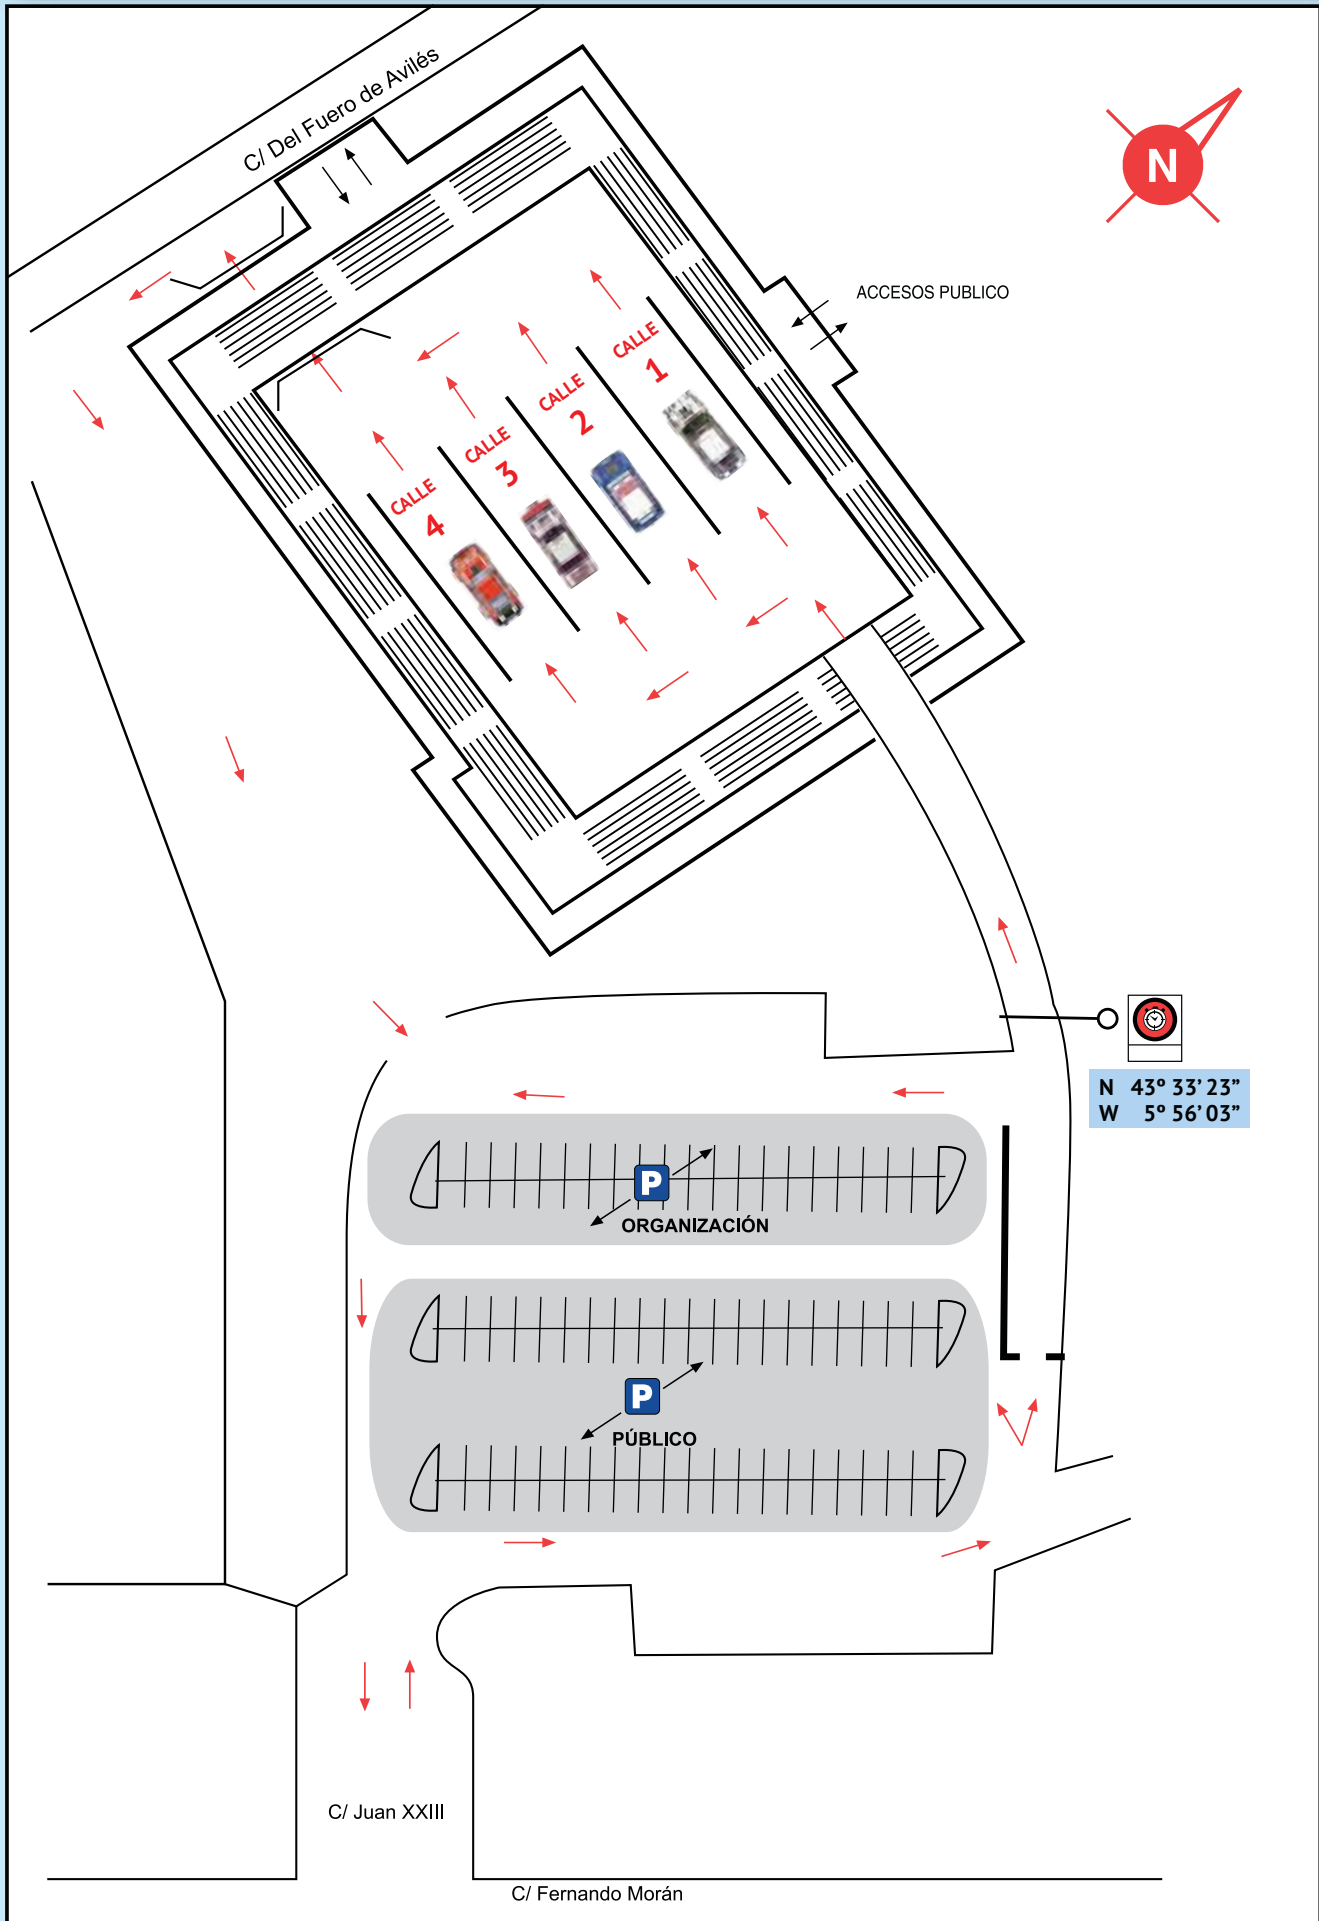 C/ Del Fuero de Avilés
N
ACCESOS PUBLICO
CALLE
1
CALLE
2
CALLE
3
CALLE
4
N 43º 33’ 23”
W 5º 56’ 03”
P
ORGANIZACIÓN
P
PÚBLICO
C/ Juan XXIII
C/ Fernando Morán